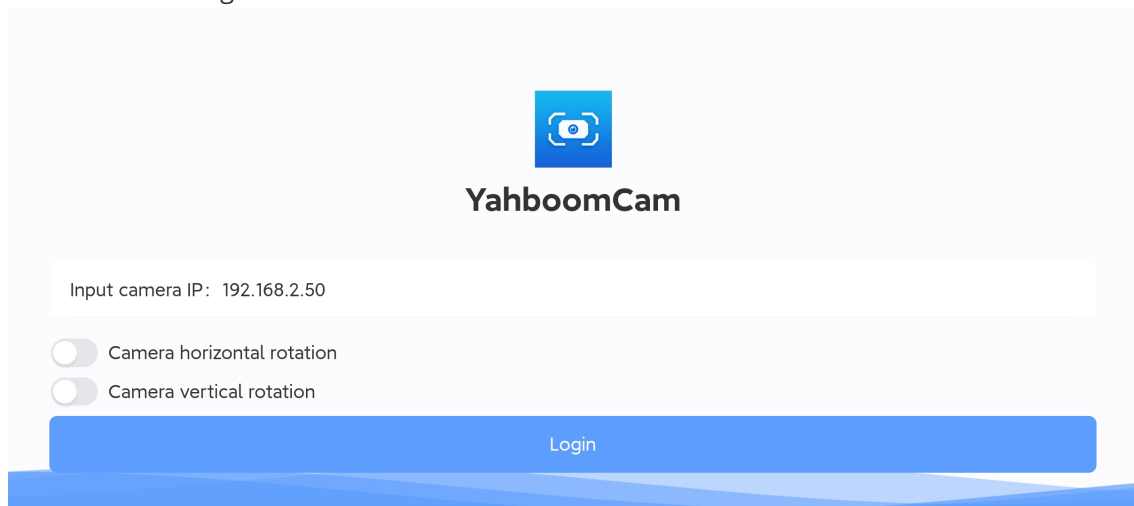 YahboomCam
Input camera IP: 192.168.2.50
Camera horizontal rotation
Camera vertical rotation
Login